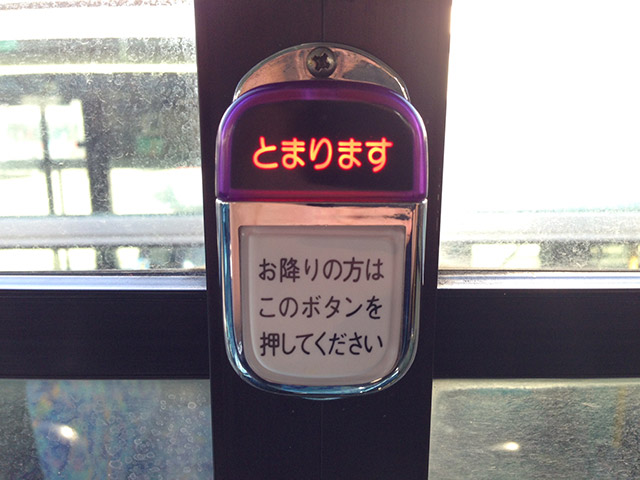 とまります
お降りの方は
このボタンを
押してください